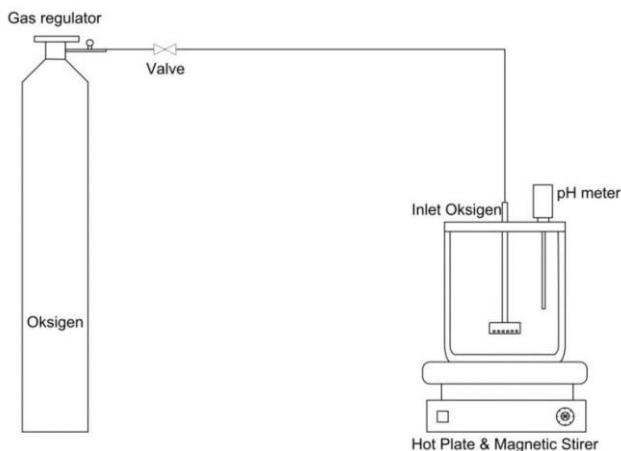 Gas regulator
Valve
Inlet Oksigen
pH meter
Oksigen
Hot Plate & Magnetic Stirer